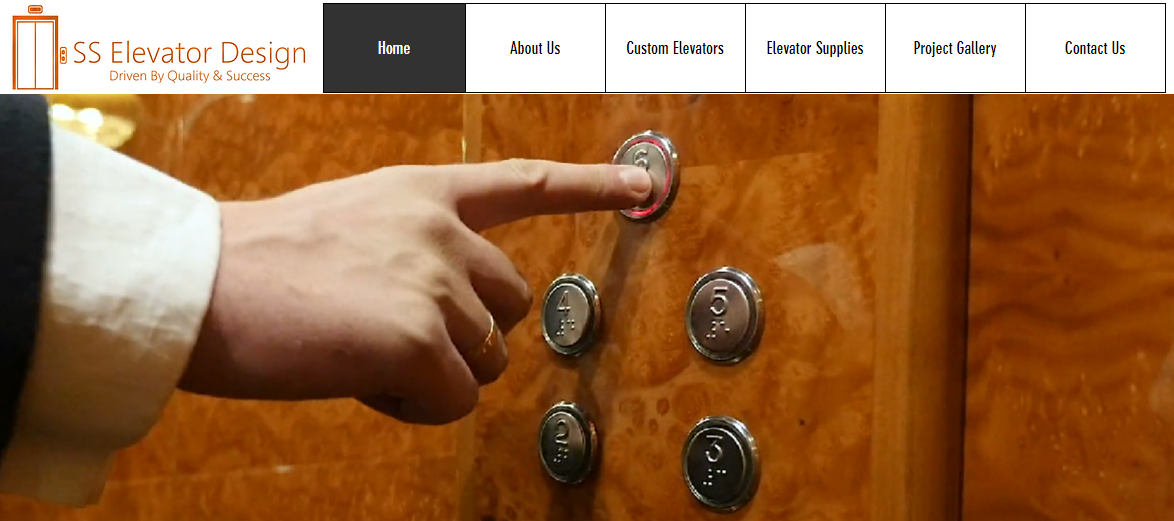 SS Elevator Design
Driven By Quality & Success
Home
About Us
Custom Elevators
Elevator Supplies
Project Gallery
Contact Us
6
4
5
2
3